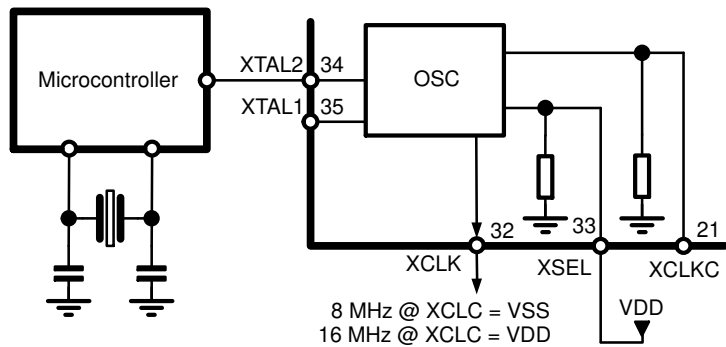 Microcontroller
XTAL2 34
XTAL1 35
OSC
32 33 21
XCLK XSEL XCLKC
8 MHz @ XCLC = VSS
16 MHz @ XCLC = VDD
VDD